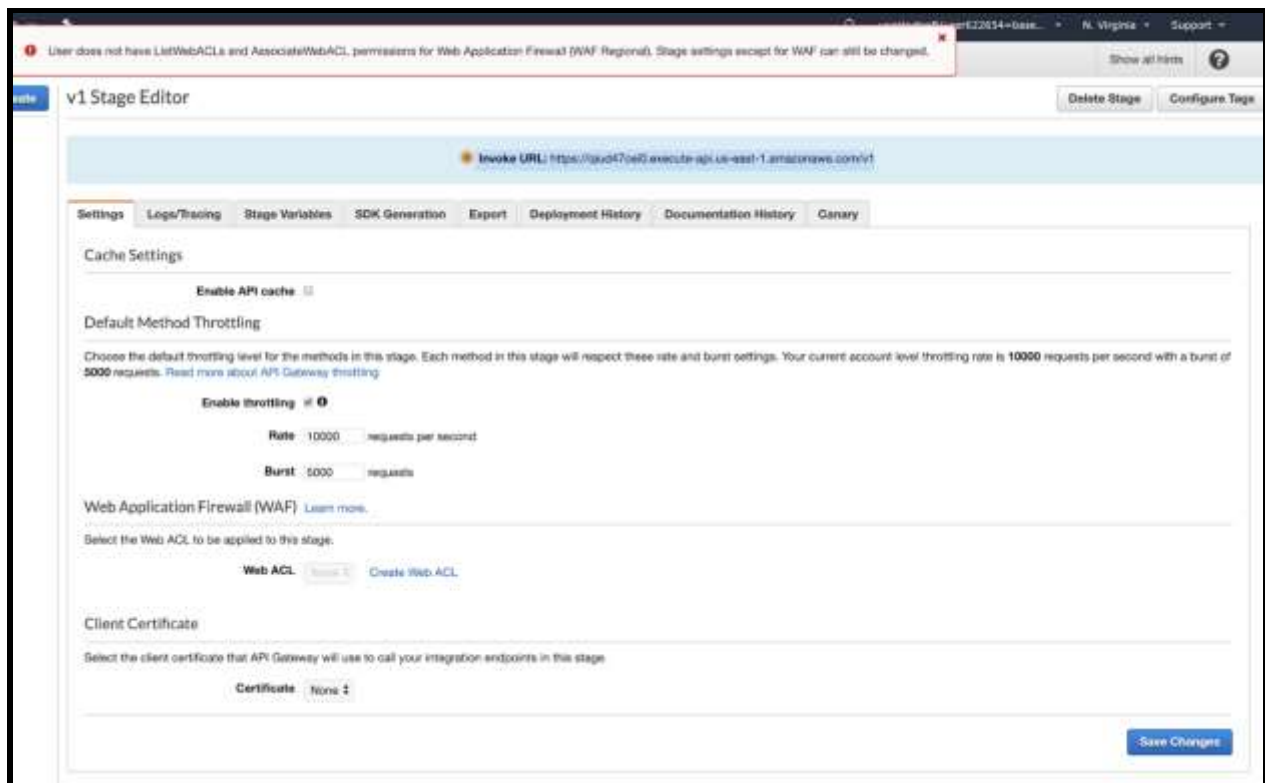 N. Virginia
Support
User does not have ListWebACLs and AssociateWebACL permissions for Web Application Firewall (WAF Regional). Stage settings except for WAF can still be changed.
Show all hints
v1 Stage Editor
Delete Stage
Configure Tags
Invoke URL: .execute-api.us-east-1.amazonaws.com/v1
Settings
Logs/Tracing
Stage Variables
SDK Generation
Export
Deployment History
Documentation History
Canary
Cache Settings
Enable API cache
Default Method Throttling
Choose the default throttling level for the methods in this stage. Each method in this stage will respect these rate and burst settings. Your current account level throttling rate is 10000 requests per second with a burst of
5000 requests. Read more about API Gateway throttling
Enable throttling
Rate 10000 requests per second
Burst 5000 requests
Web Application Firewall (WAF) Learn more.
Select the Web ACL to be applied to this stage.
Web ACL None Create Web ACL
Client Certificate
Select the client certificate that API Gateway will use to call your integration endpoints in this stage
Certificate None
Save Changes